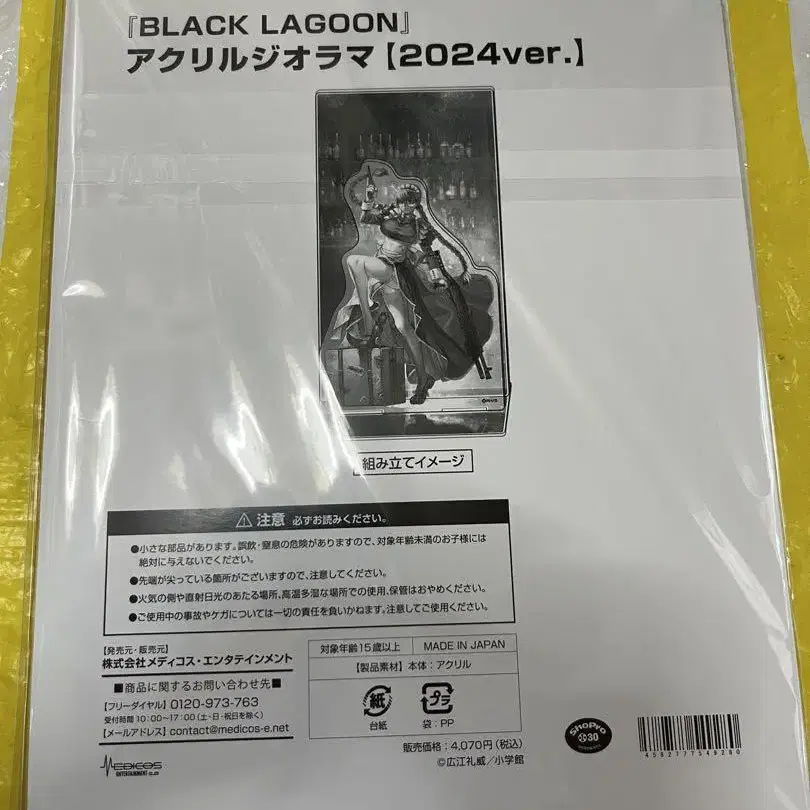 『BLACK LAGOON』
アクリルジオラマ【2024ver.】
組み立てイメージ
注意 必ずお読みください。
●小さな部品があります。誤飲・窒息の危険がありますので、対象年齢未満のお子様には
絶対に与えないでください。
●先端が尖っている箇所がございますので、注意してください。
●火気の側や直射日光のあたる場所、高温多湿な場所での使用、保管はおやめください。
●ご使用中の事故やケガについては一切の責任を負いかねます。注意してご使用ください。
【発売元・販売元】
株式会社メディコス・エンタテインメント
■商品に関するお問い合わせ先■
【フリーダイヤル】0120-973-763
受付時間 10:00~17:00(土・日・祝日を除く)
【メールアドレス】contact@medicos-e.net
MEDICOS
ENTERTAINMENT
対象年齢15歳以上 MADE IN JAPAN
【製品素材】本体:アクリル
紙 プラ
台紙 袋:PP
販売価格:4,070円(税込)
©広江礼威/小学館
ShoPro
30
4582777549280